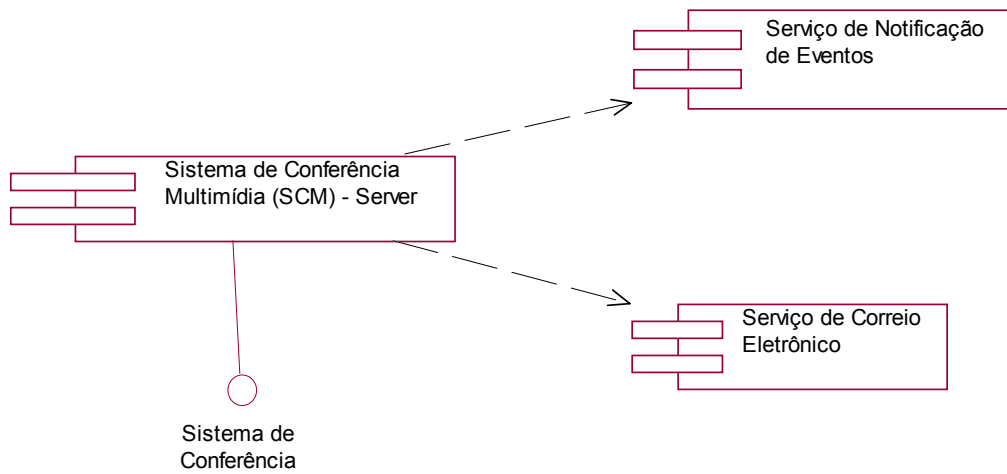 Serviço de Notificação
de Eventos
Sistema de Conferência
Multimídia (SCM) - Server
Serviço de Correio
Eletrônico
Sistema de
Conferência